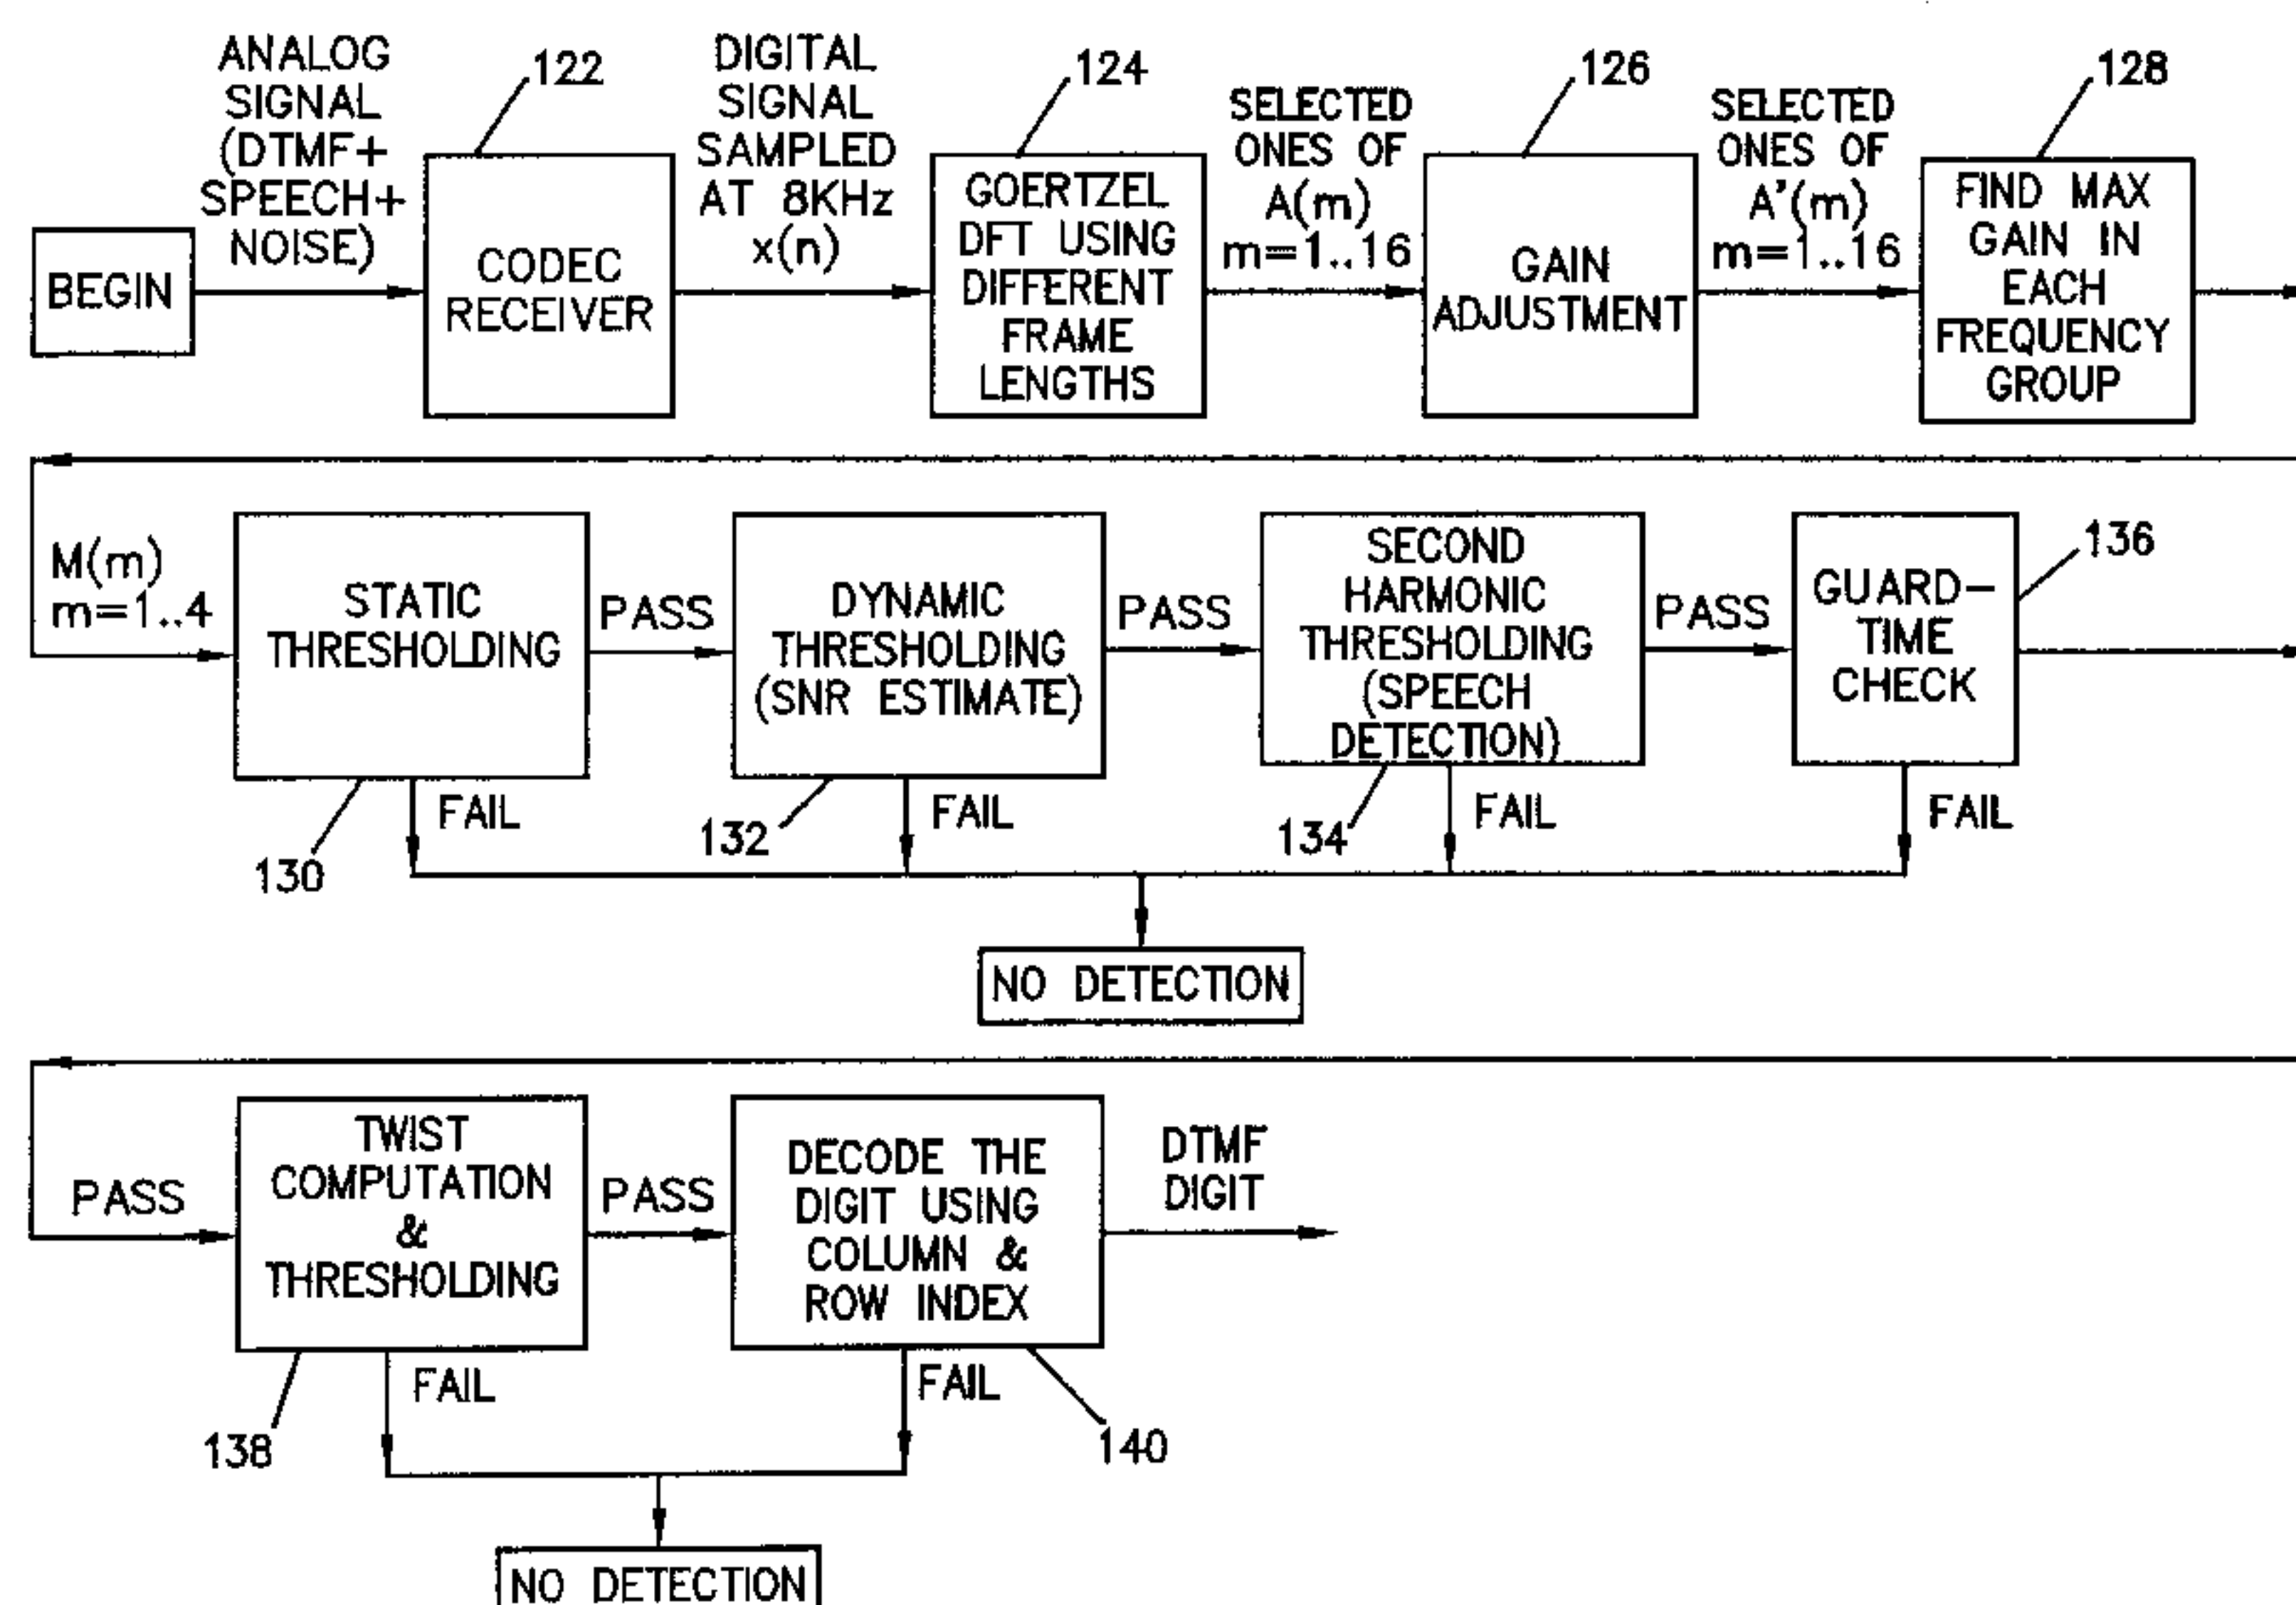 BEGIN
ANALOG
SIGNAL
(DTMF+
SPEECH+
NOISE)
122
CODEC
RECEIVER
DIGITAL
SIGNAL
SAMPLED
AT 8KHz
x(n)
124
GOERTZEL
DFT USING
DIFFERENT
FRAME
LENGTHS
SELECTED
ONES OF
A(m)
m=1..16
126
GAIN
ADJUSTMENT
SELECTED
ONES OF
A'(m)
m=1..16
128
FIND MAX
GAIN IN
EACH
FREQUENCY
GROUP
M(m)
m=1..4
STATIC
THRESHOLDING
130
FAIL
PASS
DYNAMIC
THRESHOLDING
(SNR ESTIMATE)
132
FAIL
PASS
SECOND
HARMONIC
THRESHOLDING
(SPEECH
DETECTION)
134
FAIL
PASS
GUARD-
TIME
CHECK
136
FAIL
NO DETECTION
PASS
TWIST
COMPUTATION
&
THRESHOLDING
138
FAIL
PASS
DECODE THE
DIGIT USING
COLUMN &
ROW INDEX
140
FAIL
DTMF
DIGIT
NO DETECTION